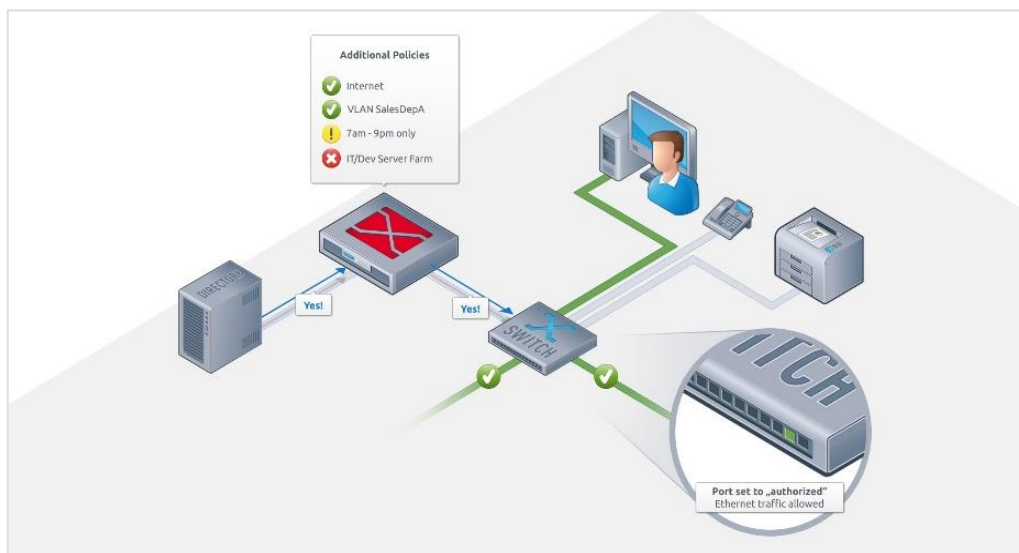 Additional Policies
Internet
VLAN SalesDepA
7am - 9pm only
IT/Dev Server Farm
DIRECTORY
Yes!
Yes!
SWITCH
ITCH
Port set to „authorized"
Ethernet traffic allowed